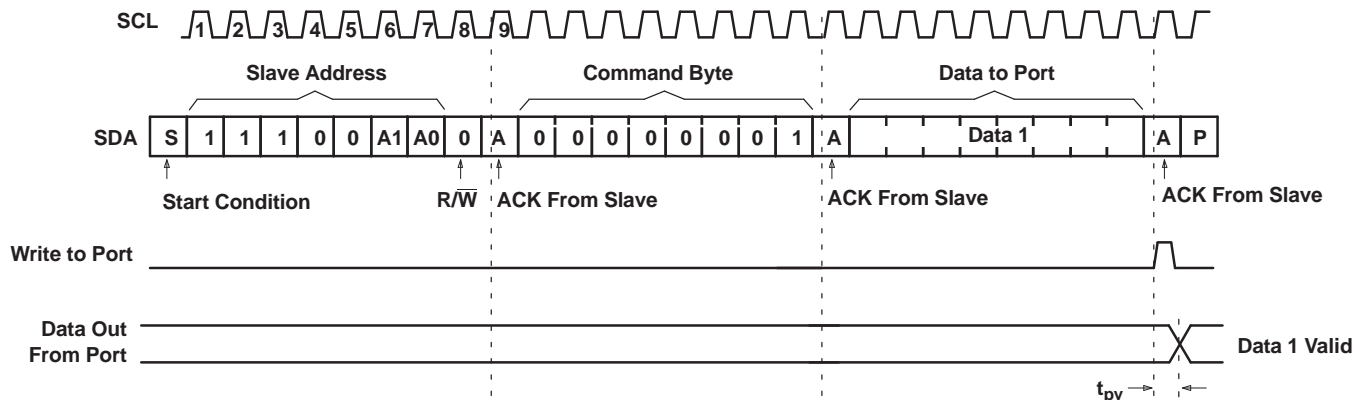 SCL 1 2 3 4 5 6 7 8 9
Slave Address Command Byte Data to Port
SDA S 1 1 1 0 0 A1 A0 0 A 0 0 0 0 0 0 0 1 A Data 1 A P
Start Condition R/W̅ ACK From Slave ACK From Slave ACK From Slave
Write to Port
Data Out
From Port
Data 1 Valid
tpv